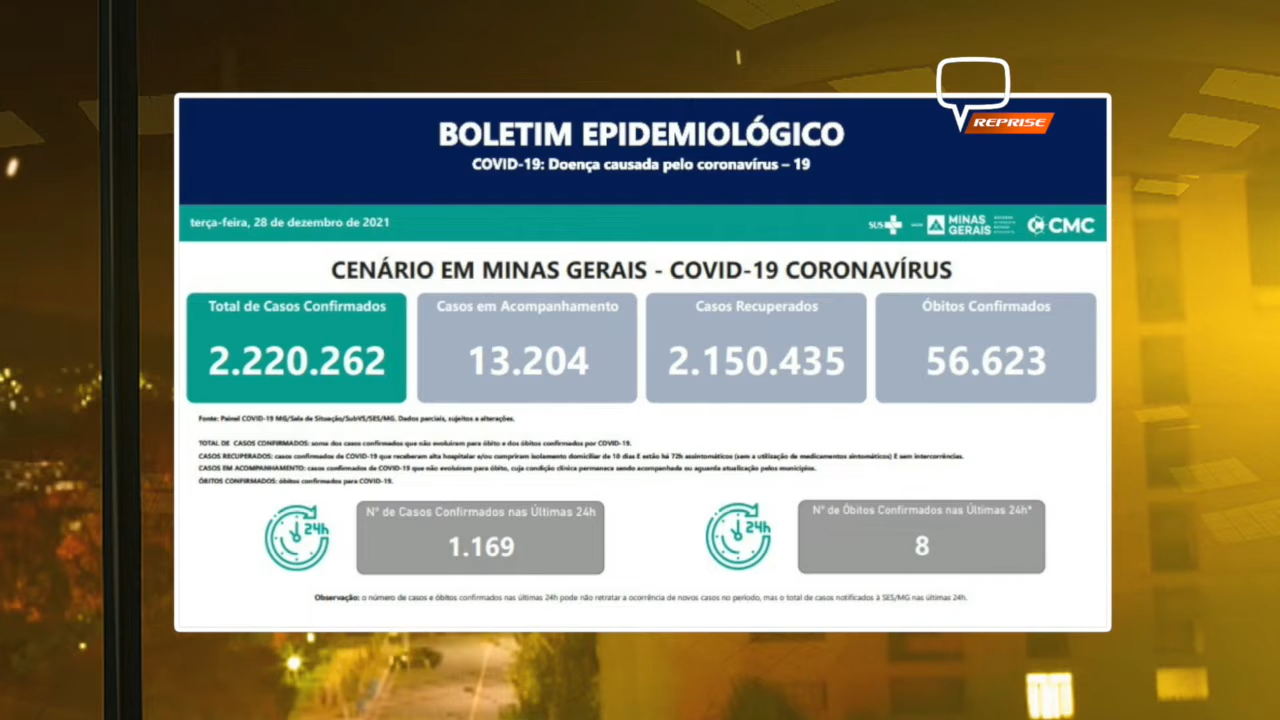 REPRISE
BOLETIM EPIDEMIOLÓGICO
COVID-19: Doença causada pelo coronavírus – 19
terça-feira, 28 de dezembro de 2021
SUS
MINAS GERAIS
CMC
CENÁRIO EM MINAS GERAIS - COVID-19 CORONAVÍRUS
Total de Casos Confirmados
2.220.262
Casos em Acompanhamento
13.204
Casos Recuperados
2.150.435
Óbitos Confirmados
56.623
Fonte: Painel COVID-19 MG/Sala de Situação/SubVS/SES/MG. Dados parciais, sujeitos a alterações.
TOTAL DE CASOS CONFIRMADOS: soma dos casos confirmados que não evoluíram para óbito e dos óbitos confirmados por COVID-19.
CASOS RECUPERADOS: casos confirmados de COVID-19 que receberam alta hospitalar e/ou cumpriram isolamento domiciliar de 10 dias E estão há 72h assintomáticos (sem a utilização de medicamentos sintomáticos) E sem intercorrências.
CASOS EM ACOMPANHAMENTO: casos confirmados de COVID-19 que não evoluíram para óbito, cuja condição clínica permanece sendo acompanhada ou aguarda atualização pelos municípios.
ÓBITOS CONFIRMADOS: óbitos confirmados para COVID-19.
24h
N° de Casos Confirmados nas Últimas 24h
1.169
24h
N° de Óbitos Confirmados nas Últimas 24h*
8
Observação: o número de casos e óbitos confirmados nas últimas 24h pode não retratar a ocorrência de novos casos no período, mas o total de casos notificados à SES/MG nas últimas 24h.